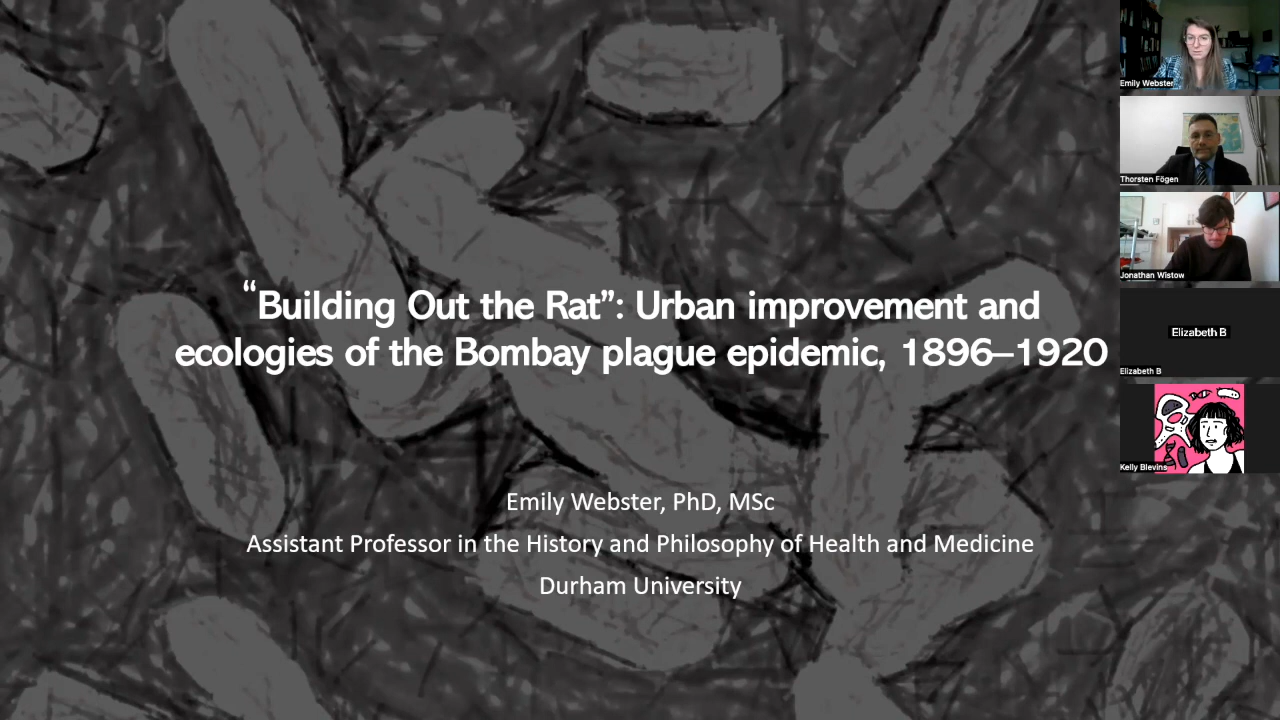 “Building Out the Rat”: Urban improvement and
ecologies of the Bombay plague epidemic, 1896–1920
Emily Webster, PhD, MSc
Assistant Professor in the History and Philosophy of Health and Medicine
Durham University
Emily Webster
Thorsten Fögen
Jonathan Wistow
Elizabeth B
Elizabeth B
Kelly Blevins